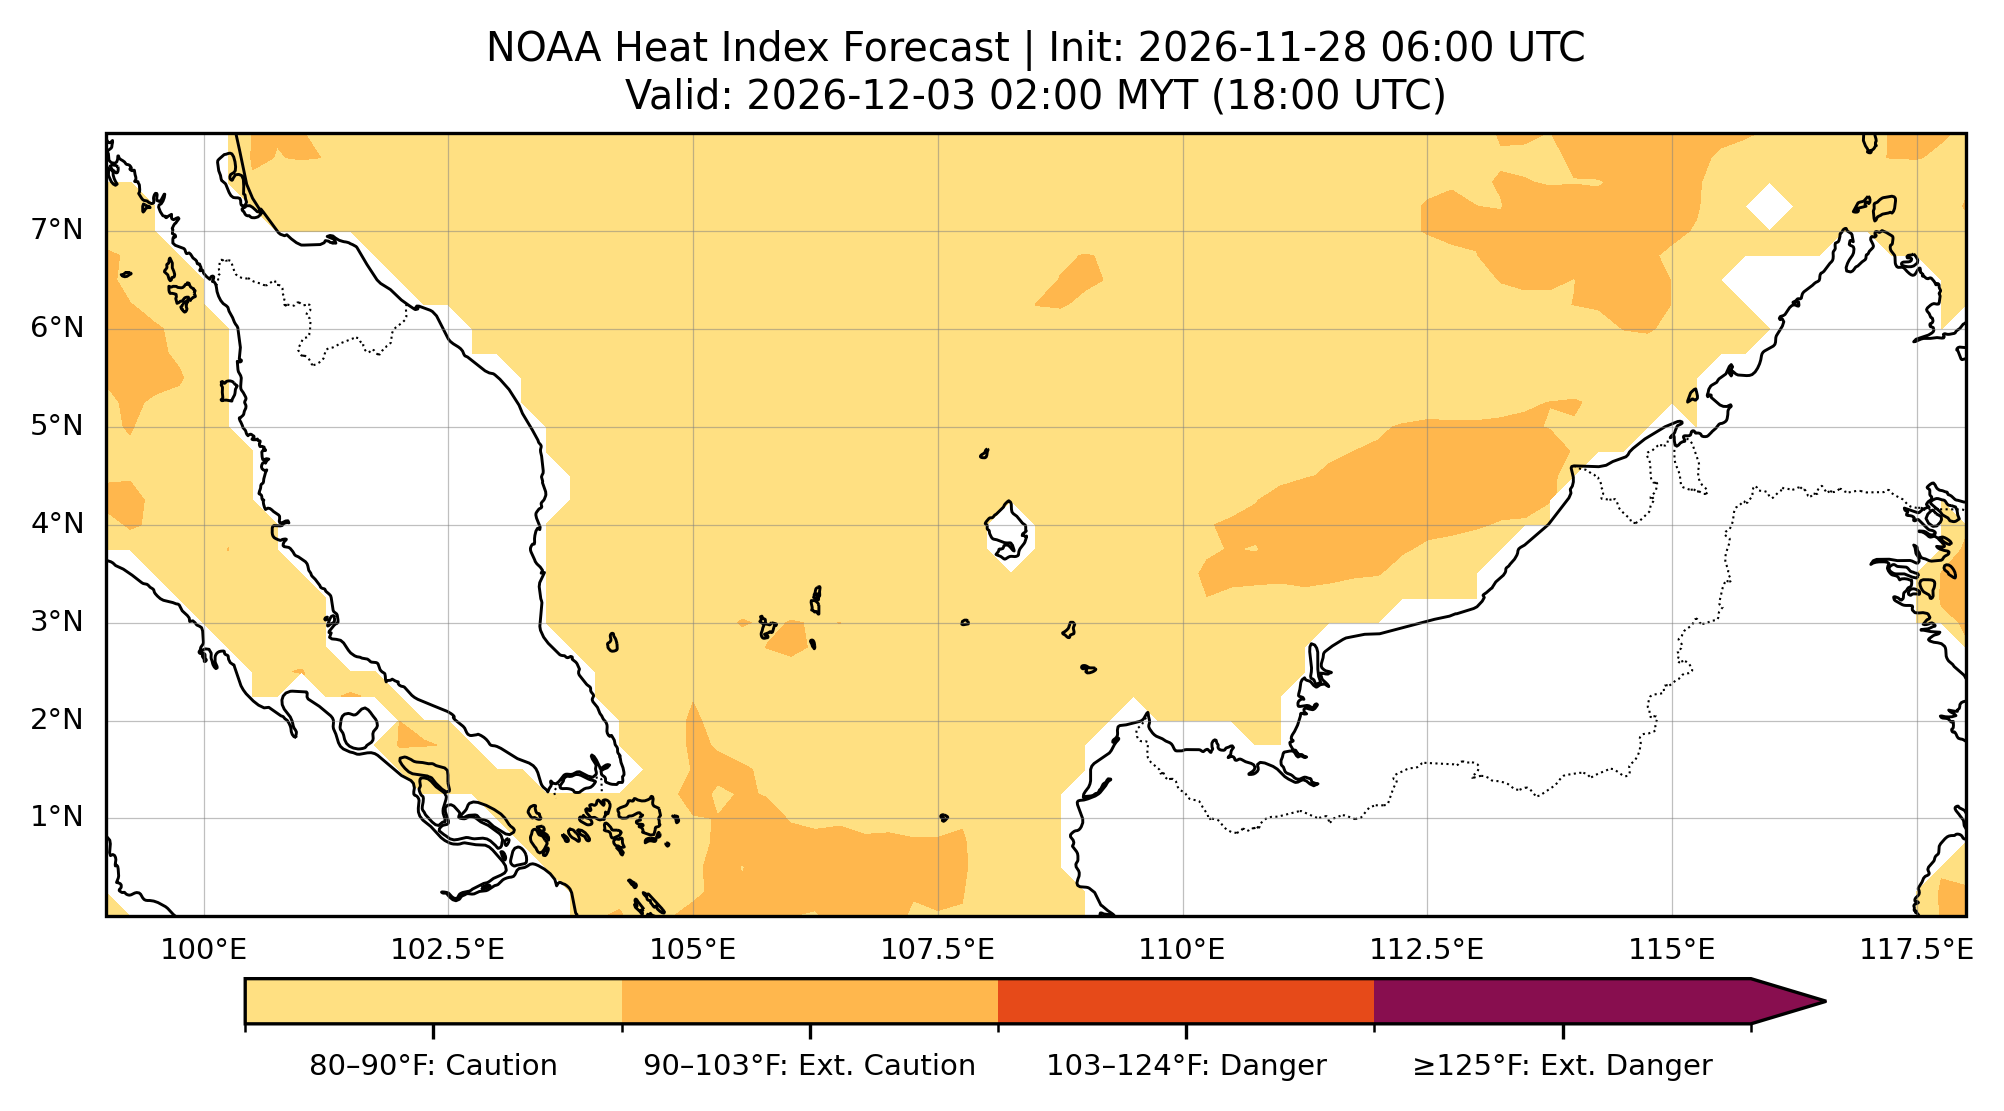 NOAA Heat Index Forecast | Init: 2026-11-28 06:00 UTC
Valid: 2026-12-03 02:00 MYT (18:00 UTC)
7°N
6°N
5°N
4°N
3°N
2°N
1°N
100°E 102.5°E 105°E 107.5°E 110°E 112.5°E 115°E 117.5°E
80–90°F: Caution 90–103°F: Ext. Caution 103–124°F: Danger ≥125°F: Ext. Danger